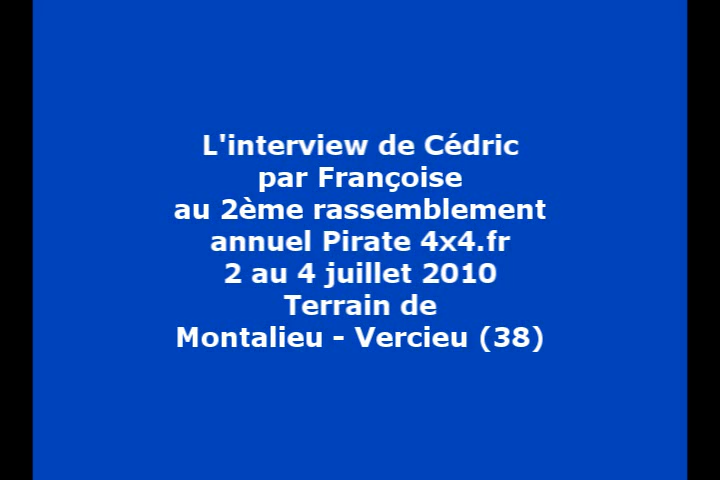 L'interview de Cédric
par Françoise
au 2ème rassemblement
annuel Pirate 4x4.fr
2 au 4 juillet 2010
Terrain de
Montalieu - Vercieu (38)